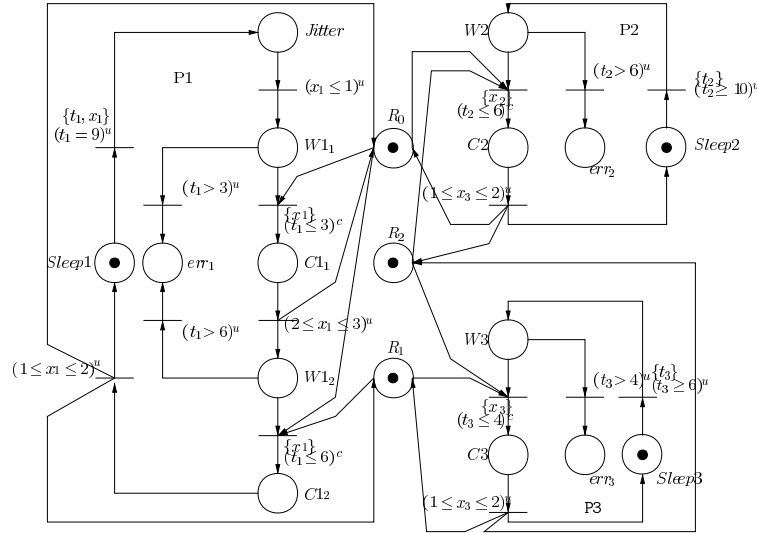 Jitter
W2
P2
P1
(x₁ ≤ 1)ᵘ
(t₂ > 6)ᵘ
{t₂}
(t₂ ≥ 10)ᵘ
{t₁, x₁}
(t₁ = 9)ᵘ
{x₂}
(t₂ ≤ 6)ᶜ
R₀
W1₁
C2
Sleep2
err₂
(t₁ > 3)ᵘ
(1 ≤ x₃ ≤ 2)ᵘ
{x₁}
(t₁ ≤ 3)ᶜ
R₂
Sleep1
err₁
C1₁
(2 ≤ x₁ ≤ 3)ᵘ
(t₁ > 6)ᵘ
W3
R₁
(1 ≤ x₁ ≤ 2)ᵘ
W1₂
(t₃ > 4)ᵘ
{t₃}
(t₃ ≥ 6)ᵘ
{x₃}
(t₃ ≤ 4)ᶜ
{x₁}
(t₁ ≤ 6)ᶜ
C3
err₃
Sleep3
C1₂
(1 ≤ x₃ ≤ 2)ᵘ
P3